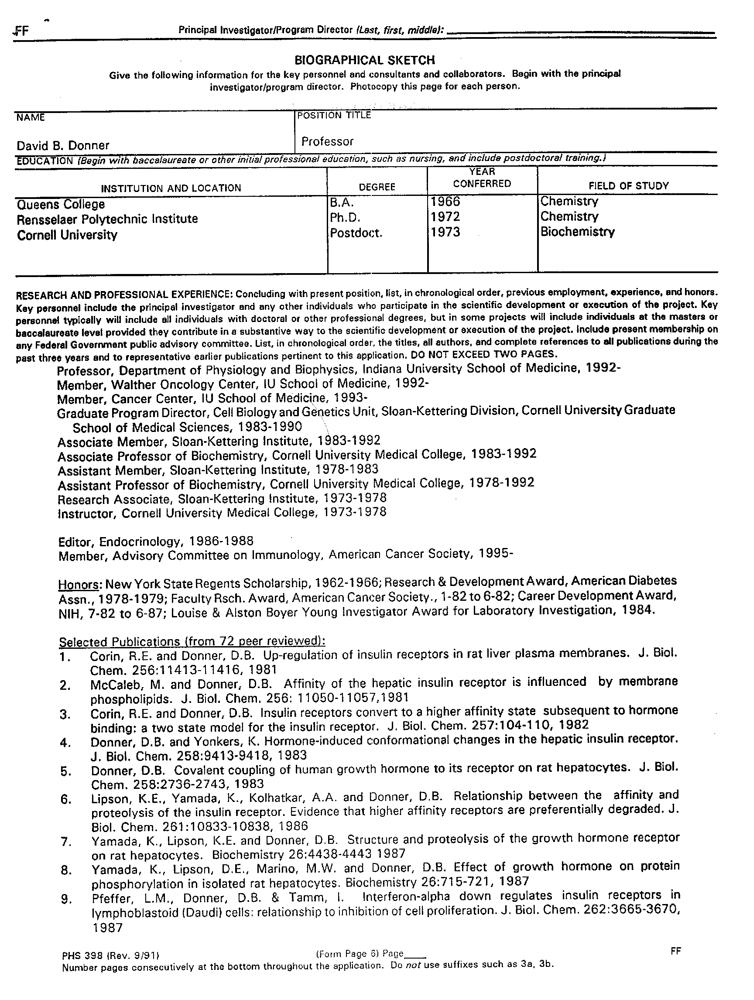 FF
Principal Investigator/Program Director (Last, first, middle):
BIOGRAPHICAL SKETCH
Give the following information for the key personnel and consultants and collaborators. Begin with the principal
investigator/program director. Photocopy this page for each person.
NAME
POSITION TITLE
David B. Donner
Professor
EDUCATION (Begin with baccalaureate or other initial professional education, such as nursing, and include postdoctoral training.)
INSTITUTION AND LOCATION DEGREE YEAR CONFERRED FIELD OF STUDY
Queens College B.A. 1966 Chemistry
Rensselaer Polytechnic Institute Ph.D. 1972 Chemistry
Cornell University Postdoct. 1973 Biochemistry
RESEARCH AND PROFESSIONAL EXPERIENCE: Concluding with present position, list, in chronological order, previous employment, experience, and honors.
Key personnel include the principal investigator and any other individuals who participate in the scientific development or execution of the project. Key
personnel typically will include all individuals with doctoral or other professional degrees, but in some projects will include individuals at the masters or
baccalaureate level provided they contribute in a substantive way to the scientific development or execution of the project. Include present membership on
any Federal Government public advisory committee. List, in chronological order, the titles, all authors, and complete references to all publications during the
past three years and to representative earlier publications pertinent to this application. DO NOT EXCEED TWO PAGES.
Professor, Department of Physiology and Biophysics, Indiana University School of Medicine, 1992-
Member, Walther Oncology Center, IU School of Medicine, 1992-
Member, Cancer Center, IU School of Medicine, 1993-
Graduate Program Director, Cell Biology and Genetics Unit, Sloan-Kettering Division, Cornell University Graduate
School of Medical Sciences, 1983-1990
Associate Member, Sloan-Kettering Institute, 1983-1992
Associate Professor of Biochemistry, Cornell University Medical College, 1983-1992
Assistant Member, Sloan-Kettering Institute, 1978-1983
Assistant Professor of Biochemistry, Cornell University Medical College, 1978-1992
Research Associate, Sloan-Kettering Institute, 1973-1978
Instructor, Cornell University Medical College, 1973-1978
Editor, Endocrinology, 1986-1988
Member, Advisory Committee on Immunology, American Cancer Society, 1995-
Honors: New York State Regents Scholarship, 1962-1966; Research & Development Award, American Diabetes
Assn., 1978-1979; Faculty Rsch. Award, American Cancer Society., 1-82 to 6-82; Career Development Award,
NIH, 7-82 to 6-87; Louise & Alston Boyer Young Investigator Award for Laboratory Investigation, 1984.
Selected Publications (from 72 peer reviewed):
1. Corin, R.E. and Donner, D.B. Up-regulation of insulin receptors in rat liver plasma membranes. J. Biol.
Chem. 256:11413-11416, 1981
2. McCaleb, M. and Donner, D.B. Affinity of the hepatic insulin receptor is influenced by membrane
phospholipids. J. Biol. Chem. 256: 11050-11057,1981
3. Corin, R.E. and Donner, D.B. Insulin receptors convert to a higher affinity state subsequent to hormone
binding: a two state model for the insulin receptor. J. Biol. Chem. 257:104-110, 1982
4. Donner, D.B. and Yonkers, K. Hormone-induced conformational changes in the hepatic insulin receptor.
J. Biol. Chem. 258:9413-9418, 1983
5. Donner, D.B. Covalent coupling of human growth hormone to its receptor on rat hepatocytes. J. Biol.
Chem. 258:2736-2743, 1983
6. Lipson, K.E., Yamada, K., Kolhatkar, A.A. and Donner, D.B. Relationship between the affinity and
proteolysis of the insulin receptor. Evidence that higher affinity receptors are preferentially degraded. J.
Biol. Chem. 261:10833-10838, 1986
7. Yamada, K., Lipson, K.E. and Donner, D.B. Structure and proteolysis of the growth hormone receptor
on rat hepatocytes. Biochemistry 26:4438-4443 1987
8. Yamada, K., Lipson, D.E., Marino, M.W. and Donner, D.B. Effect of growth hormone on protein
phosphorylation in isolated rat hepatocytes. Biochemistry 26:715-721, 1987
9. Pfeffer, L.M., Donner, D.B. & Tamm, I. Interferon-alpha down regulates insulin receptors in
lymphoblastoid (Daudi) cells: relationship to inhibition of cell proliferation. J. Biol. Chem. 262:3665-3670,
1987
PHS 398 (Rev. 9/91) (Form Page 6) Page FF
Number pages consecutively at the bottom throughout the application. Do not use suffixes such as 3a, 3b.